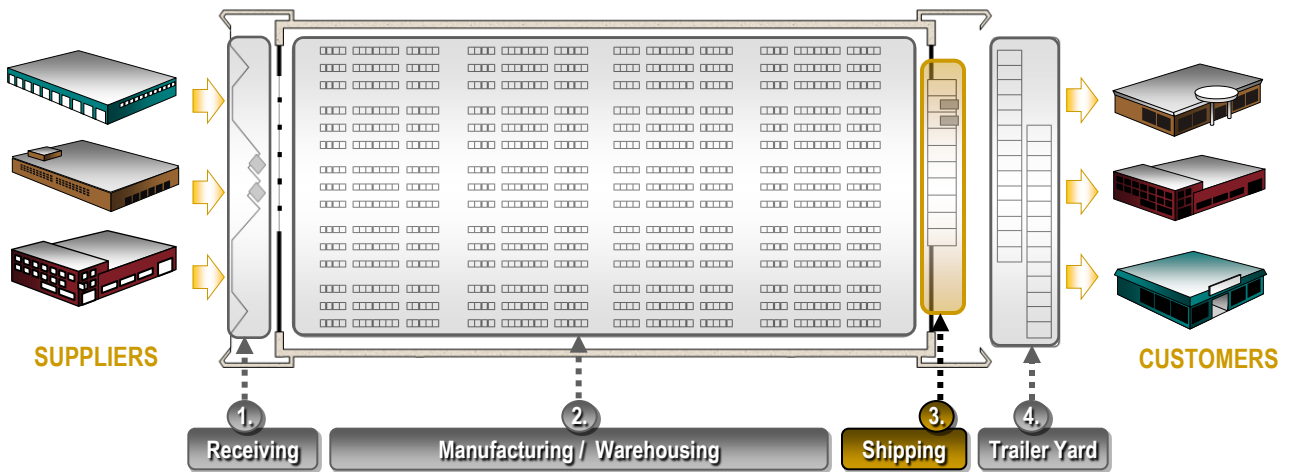 SUPPLIERS
CUSTOMERS
1.
2.
3.
4.
Receiving
Manufacturing / Warehousing
Shipping
Trailer Yard